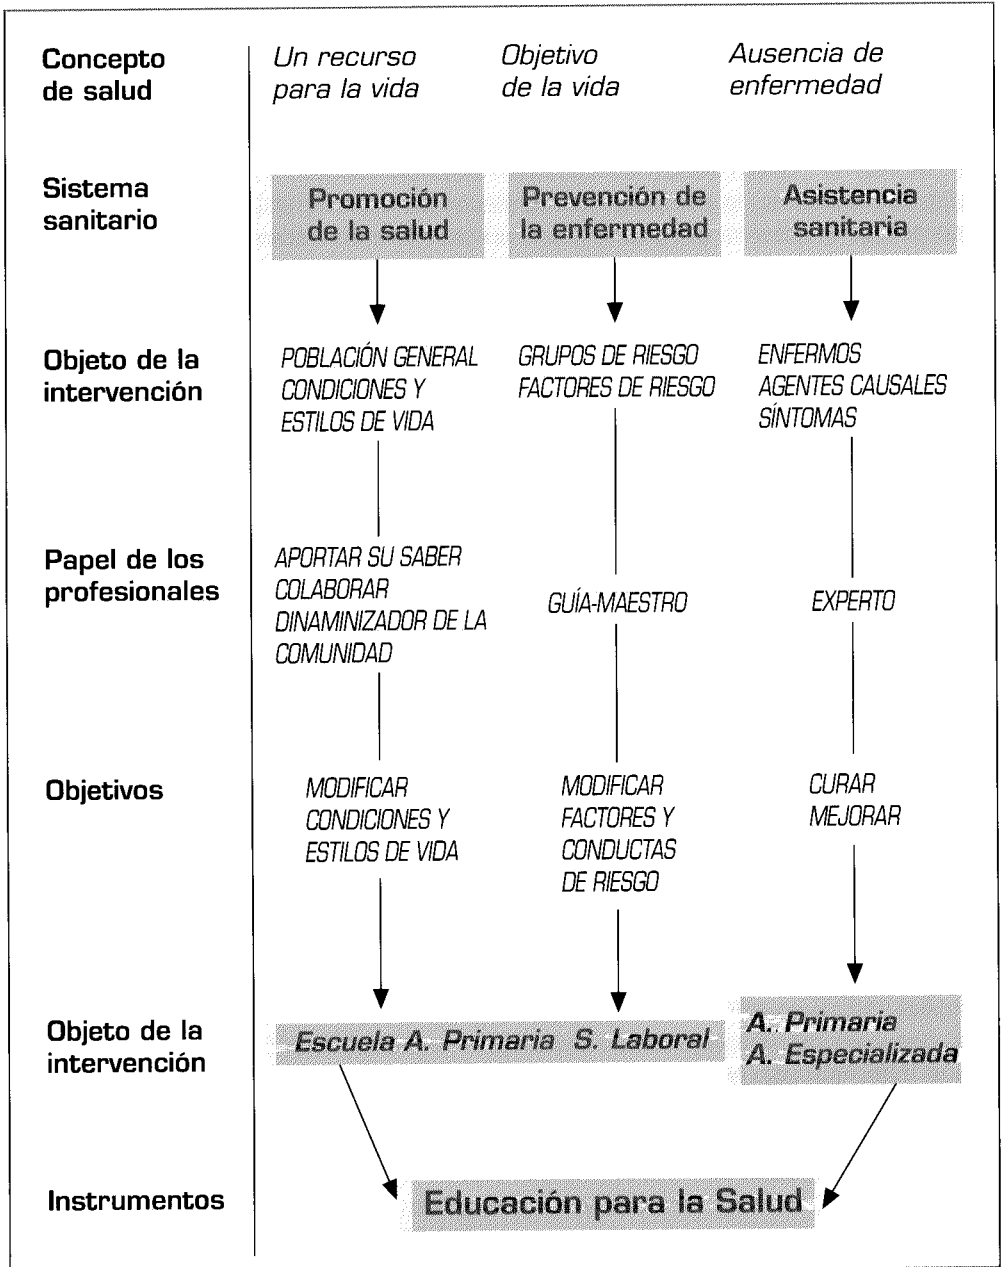 Concepto
de salud
Un recurso
para la vida
Objetivo
de la vida
Ausencia de
enfermedad
Sistema
sanitario
Promoción
de la salud
Prevención de
la enfermedad
Asistencia
sanitaria
Objeto de la
intervención
POBLACIÓN GENERAL
CONDICIONES Y
ESTILOS DE VIDA
GRUPOS DE RIESGO
FACTORES DE RIESGO
ENFERMOS
AGENTES CAUSALES
SÍNTOMAS
Papel de los
profesionales
APORTAR SU SABER
COLABORAR
DINAMINIZADOR DE LA
COMUNIDAD
GUÍA-MAESTRO
EXPERTO
Objetivos
MODIFICAR
CONDICIONES Y
ESTILOS DE VIDA
MODIFICAR
FACTORES Y
CONDUCTAS
DE RIESGO
CURAR
MEJORAR
Objeto de la
intervención
Escuela A. Primaria S. Laboral
A. Primaria
A. Especializada
Instrumentos
Educación para la Salud